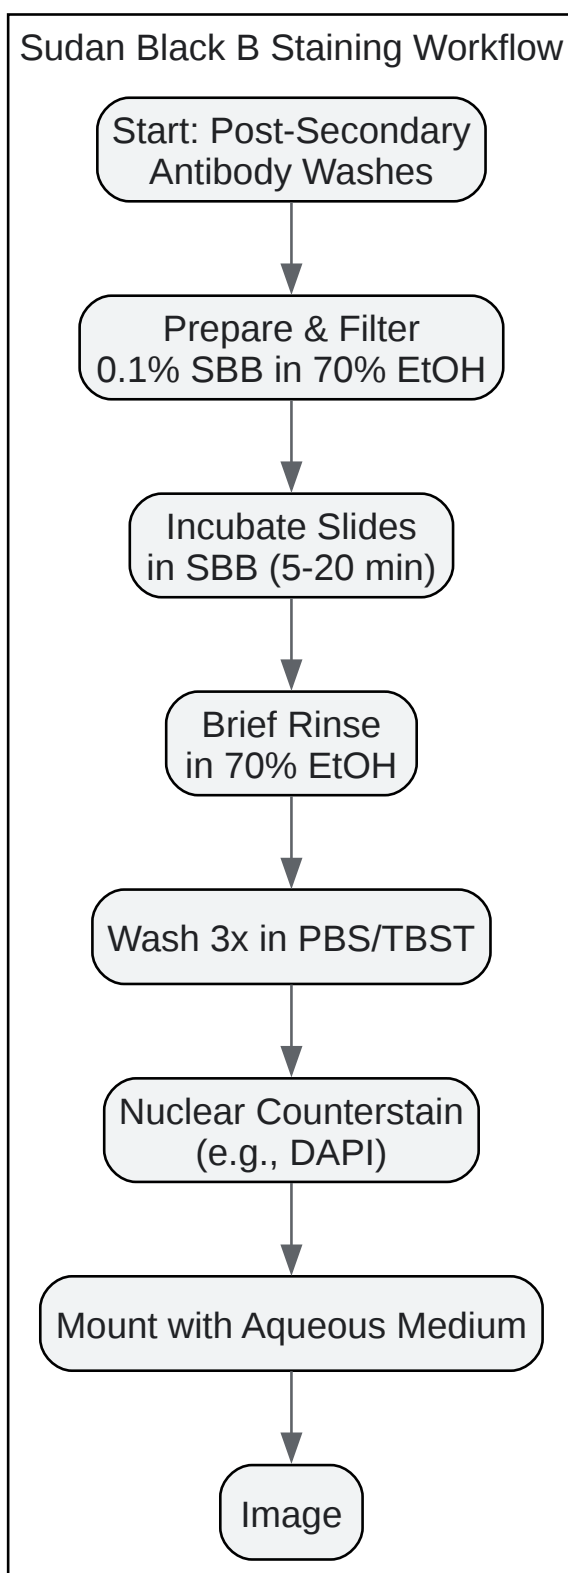 Sudan Black B Staining Workflow
Start: Post-Secondary
Antibody Washes
Prepare & Filter
0.1% SBB in 70% EtOH
Incubate Slides
in SBB (5-20 min)
Brief Rinse
in 70% EtOH
Wash 3x in PBS/TBST
Nuclear Counterstain
(e.g., DAPI)
Mount with Aqueous Medium
Image